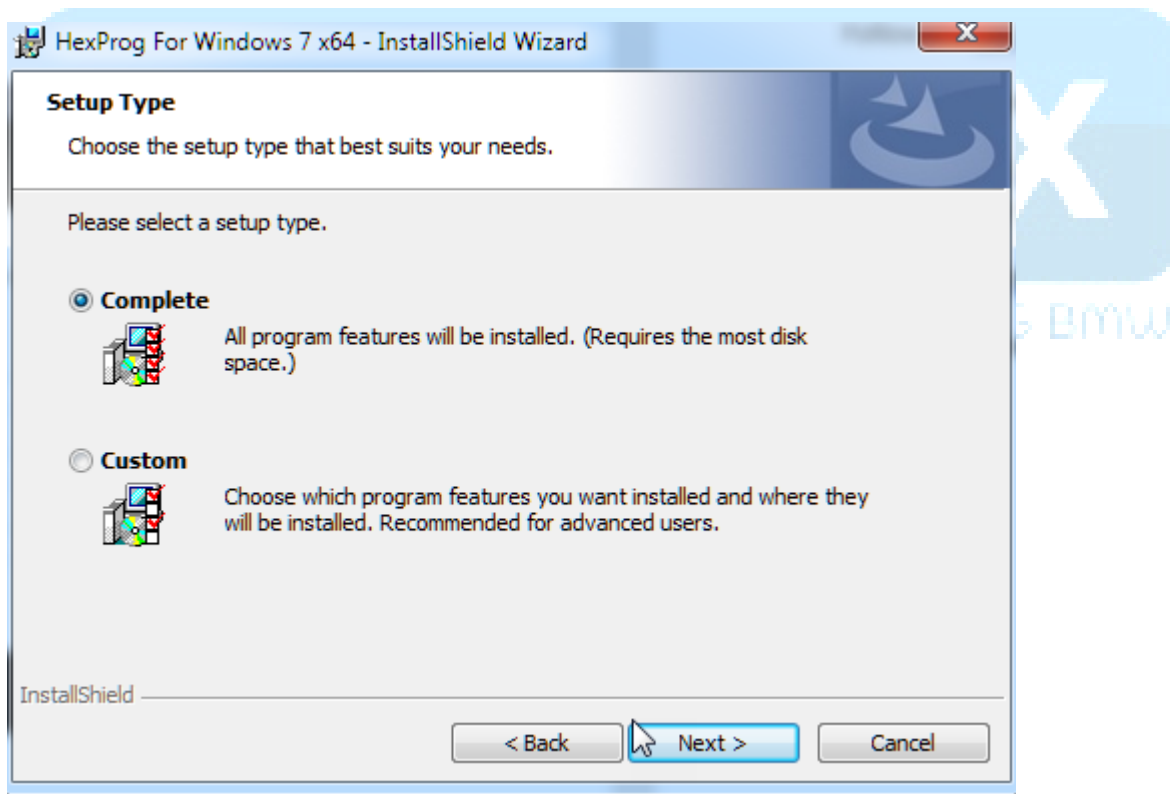 HexProg For Windows 7 x64 - InstallShield Wizard
X
Setup Type
Choose the setup type that best suits your needs.
Please select a setup type.
Complete
All program features will be installed. (Requires the most disk
space.)
BMW
Custom
Choose which program features you want installed and where they
will be installed. Recommended for advanced users.
InstallShield
< Back
Next >
Cancel